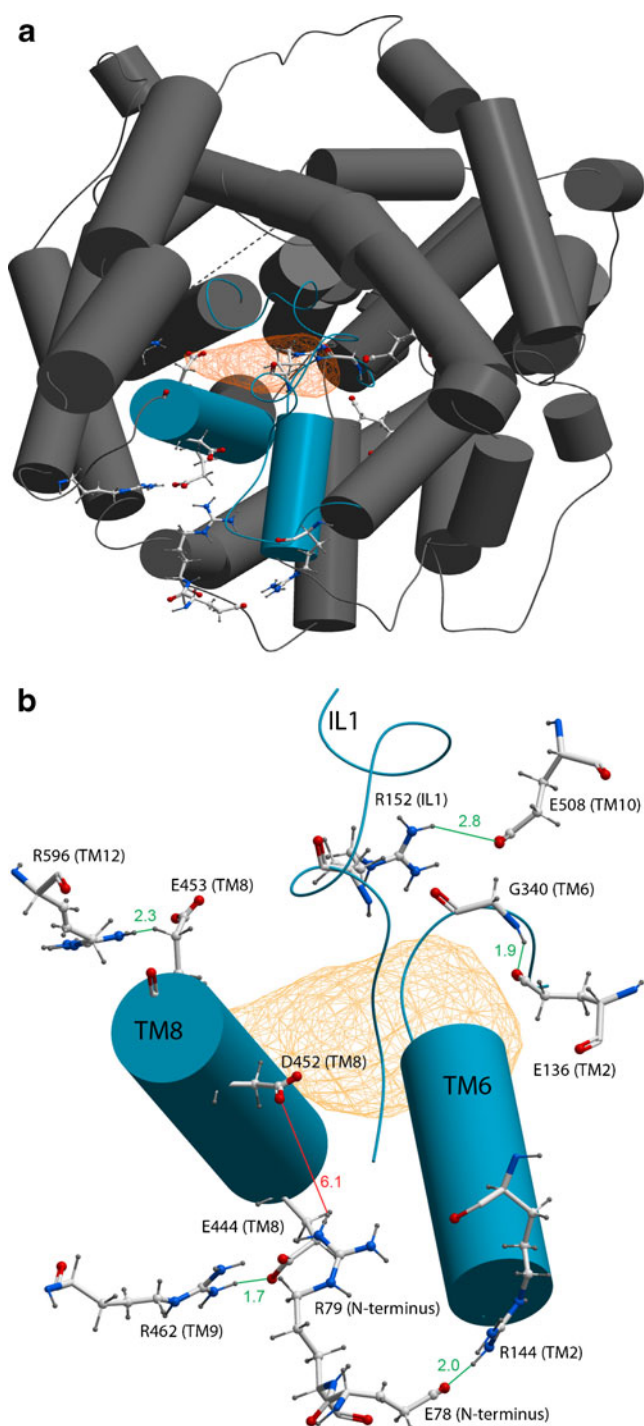 a
b
IL1
R152 (IL1)
2.8
E508 (TM10)
R596 (TM12)
E453 (TM8)
2.3
G340 (TM6)
1.9
TM8
E136 (TM2)
D452 (TM8)
TM6
6.1
E444 (TM8)
1.7
R79 (N-terminus)
R462 (TM9)
R144 (TM2)
2.0
E78 (N-terminus)